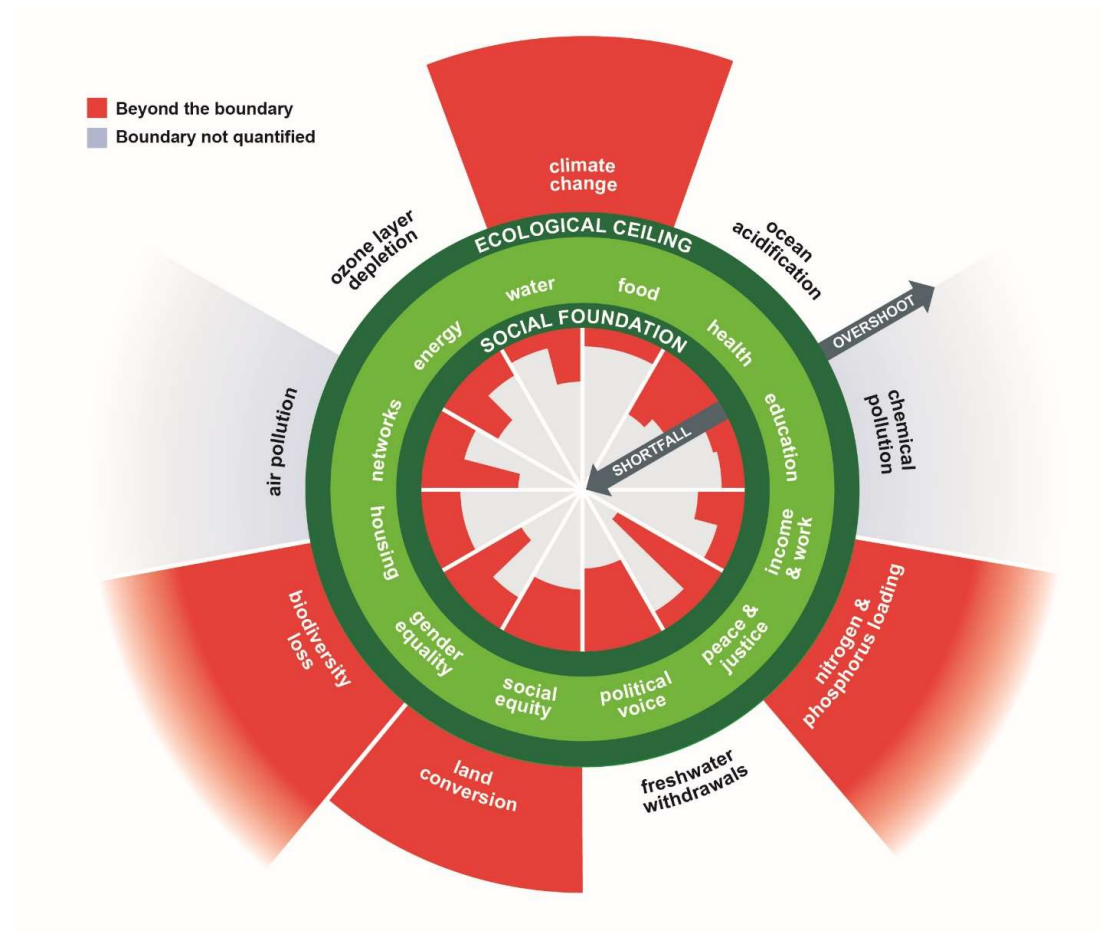 Beyond the boundary
Boundary not quantified
climate
change
ozone layer
depletion
ocean
acidification
ECOLOGICAL CEILING
OVERSHOOT
water
food
energy
health
SOCIAL FOUNDATION
air pollution
networks
education
chemical
pollution
SHORTFALL
housing
income
& work
biodiversity
loss
gender
equality
peace &
justice
nitrogen &
phosphorus loading
social
equity
political
voice
land
conversion
freshwater
withdrawals